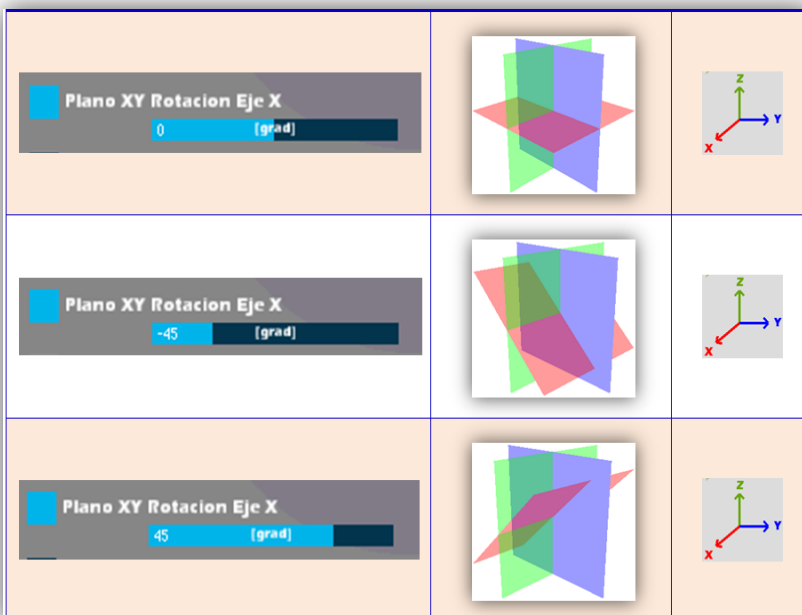 Plano XY Rotacion Eje X
0 [grad]
Z
Y
X
Plano XY Rotacion Eje X
-45 [grad]
Z
Y
X
Plano XY Rotacion Eje X
45 [grad]
Z
Y
X